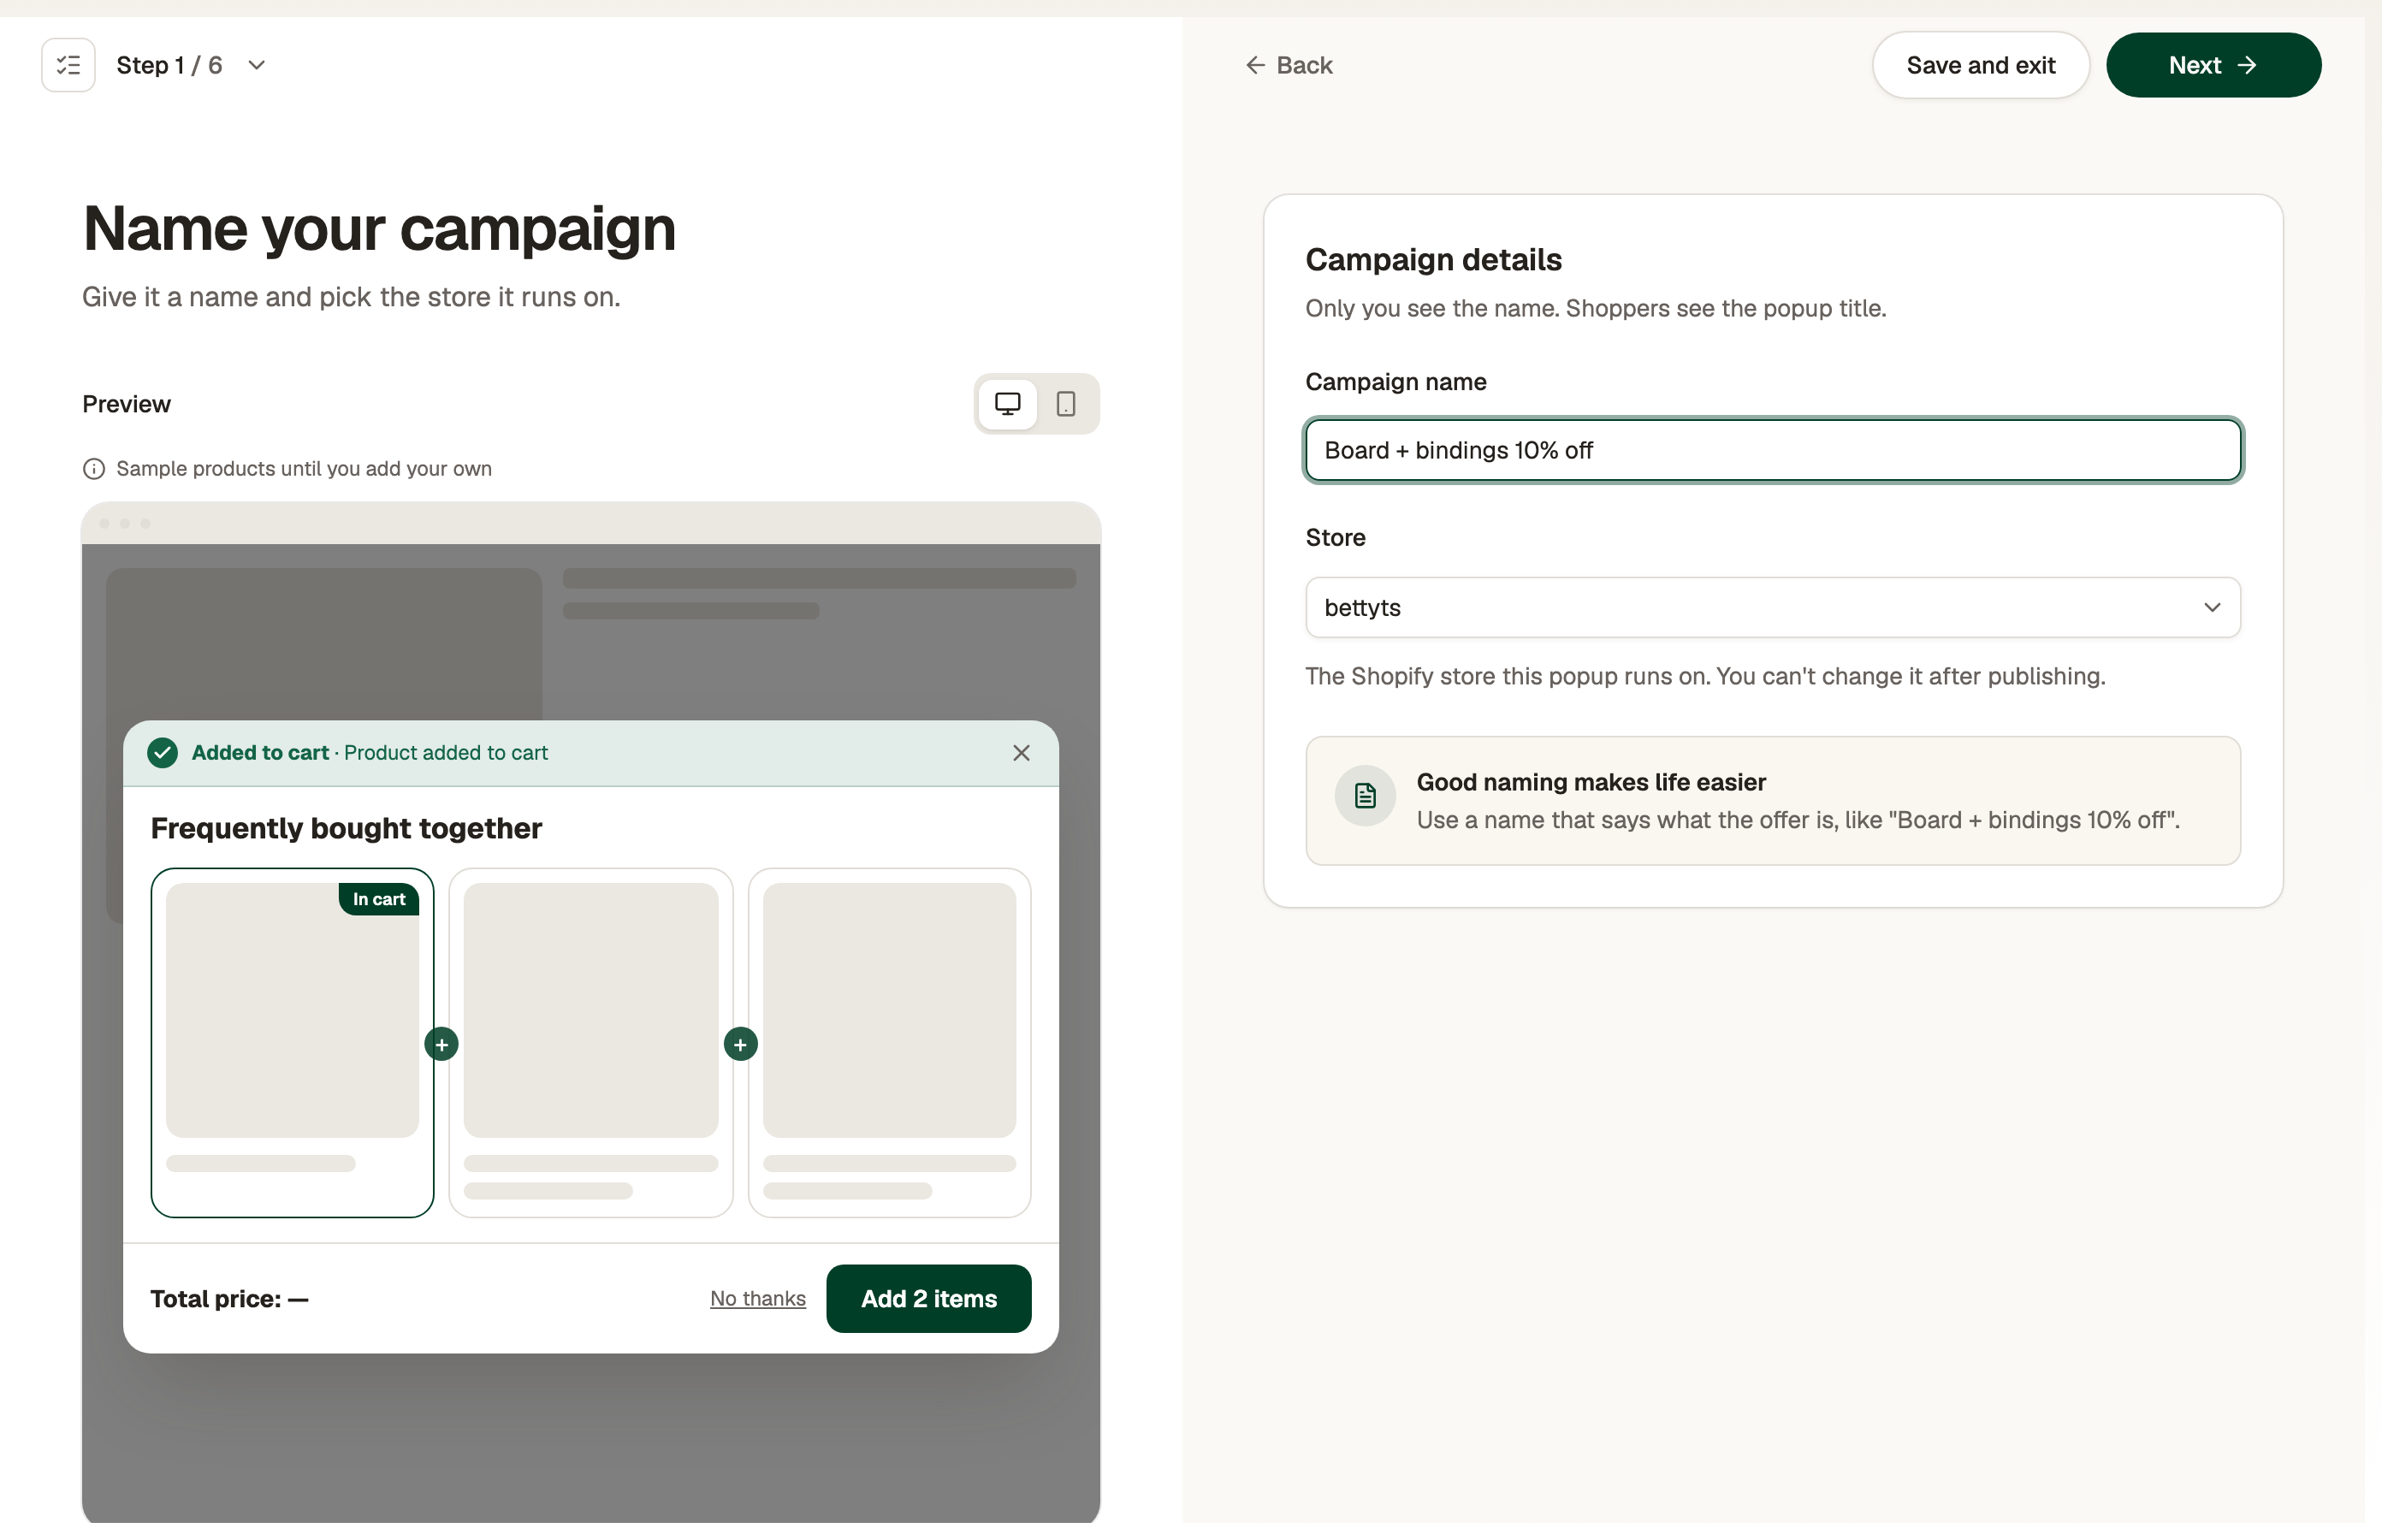 Step 1 / 6
Back
Save and exit
Next
Name your campaign
Give it a name and pick the store it runs on.
Preview
Sample products until you add your own
Added to cart · Product added to cart
Frequently bought together
In cart
+
+
Total price: —
No thanks
Add 2 items
Campaign details
Only you see the name. Shoppers see the popup title.
Campaign name
Board + bindings 10% off
Store
bettyts
The Shopify store this popup runs on. You can't change it after publishing.
Good naming makes life easier
Use a name that says what the offer is, like "Board + bindings 10% off".